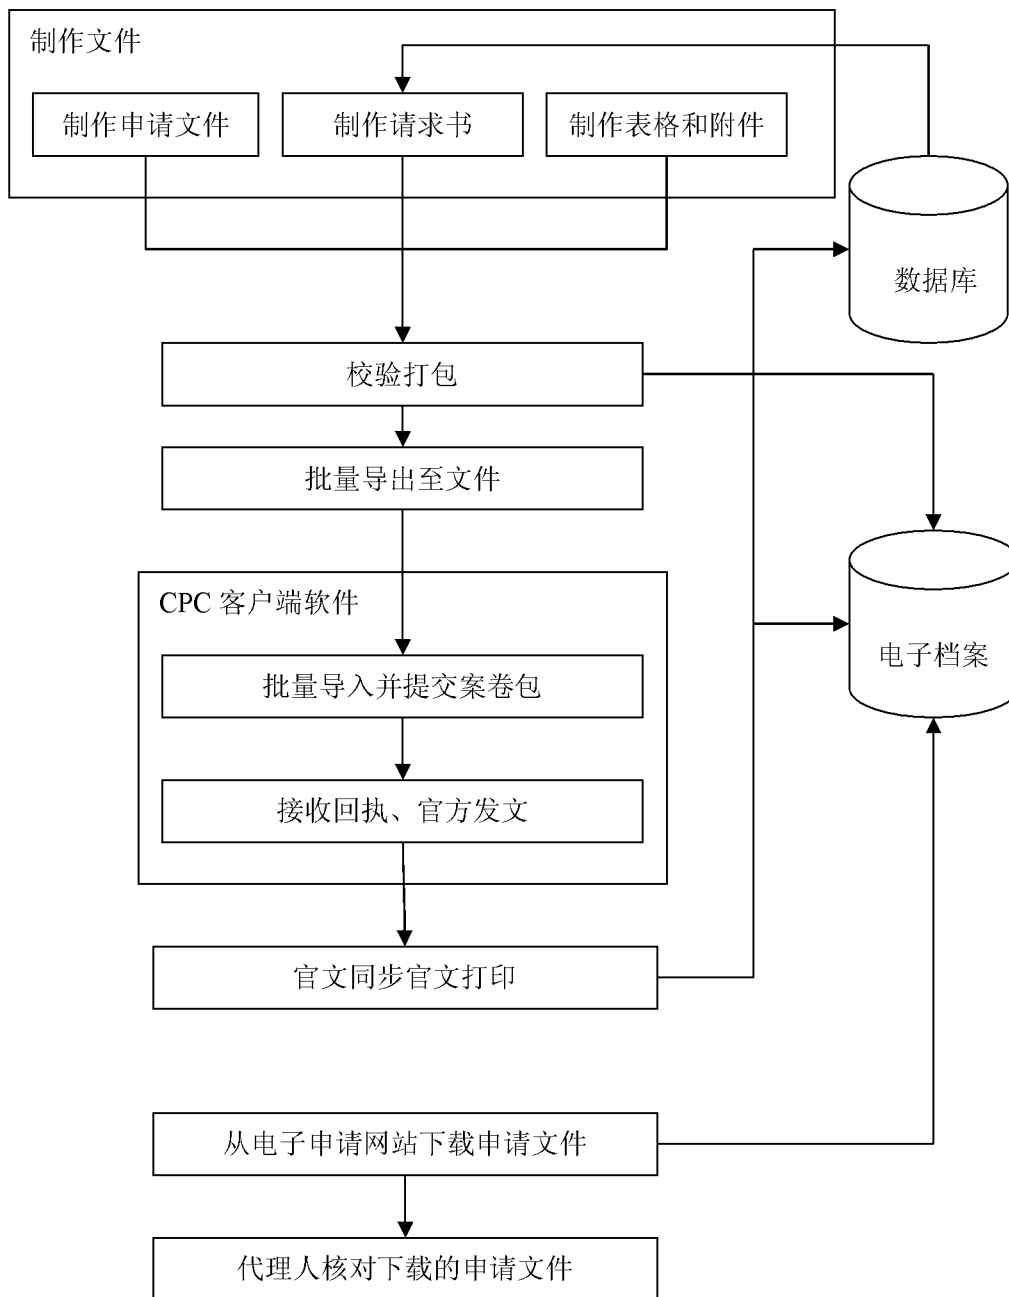 制作文件
制作申请文件
制作请求书
制作表格和附件
数据库
校验打包
批量导出至文件
CPC 客户端软件
电子档案
批量导入并提交案卷包
接收回执、官方发文
官文同步官文打印
从电子申请网站下载申请文件
代理人核对下载的申请文件